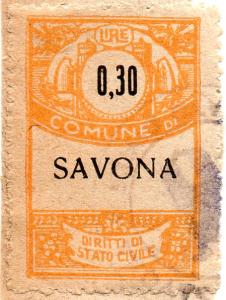 LIRE
0,30
COMUNE DI
SAVONA
DIRITTI DI
STATO CIVILE